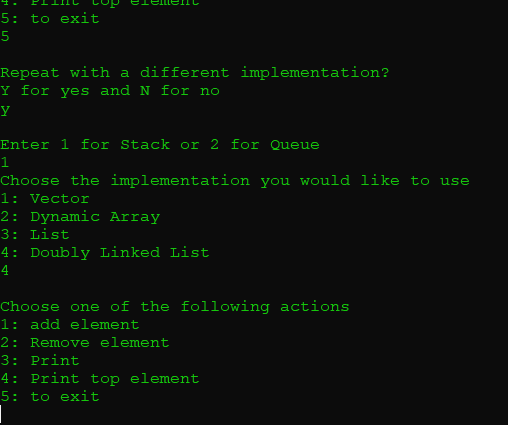 4: Print top element
5: to exit
5
Repeat with a different implementation?
Y for yes and N for no
y
Enter 1 for Stack or 2 for Queue
1
Choose the implementation you would like to use
1: Vector
2: Dynamic Array
3: List
4: Doubly Linked List
4
Choose one of the following actions
1: add element
2: Remove element
3: Print
4: Print top element
5: to exit